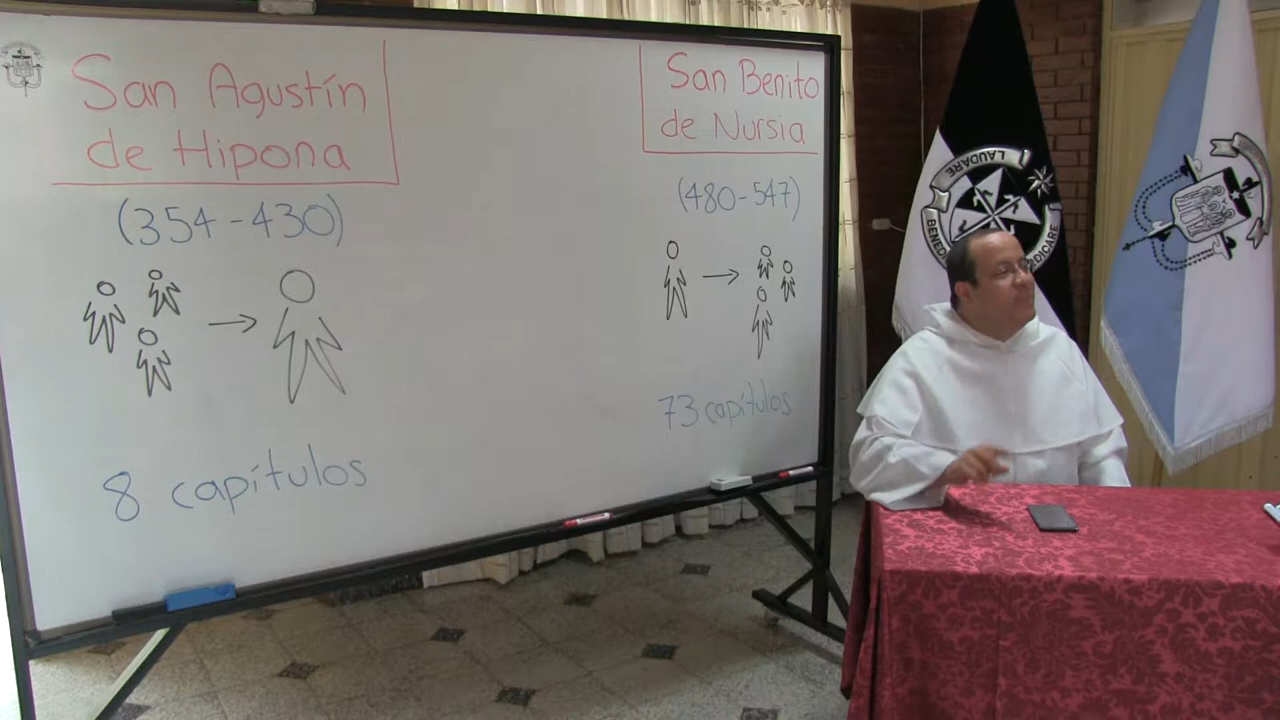 San Agustín
de Hipona
(354-430)
8 capítulos
San Benito
de Nursia
(480-547)
73 capítulos
LAUDARE